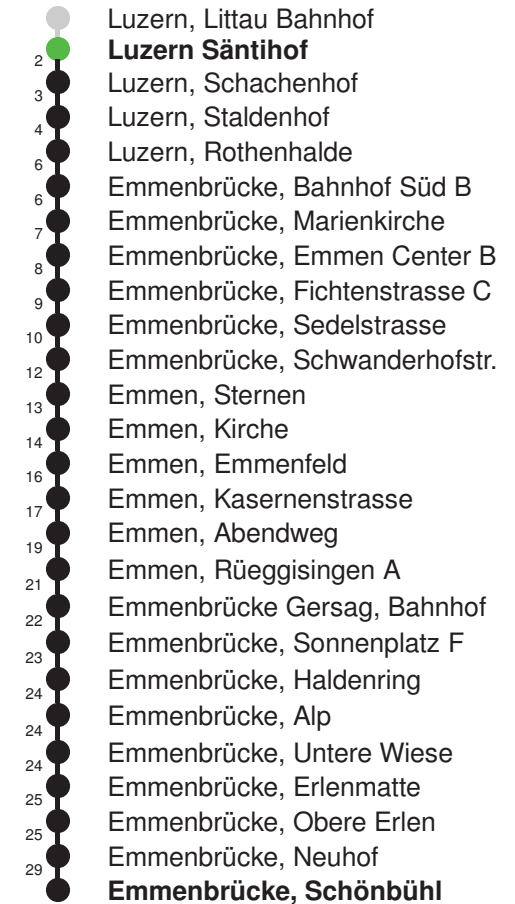 Luzern, Littau Bahnhof
Luzern Säntihof
2
Luzern, Schachenhof
3
Luzern, Staldenhof
4
Luzern, Rothenhalde
6
Emmenbrücke, Bahnhof Süd B
6
Emmenbrücke, Marienkirche
7
Emmenbrücke, Emmen Center B
8
Emmenbrücke, Fichtenstrasse C
9
Emmenbrücke, Sedelstrasse
10
Emmenbrücke, Schwanderhofstr.
12
Emmen, Sternen
13
Emmen, Kirche
14
Emmen, Emmenfeld
16
Emmen, Kasernenstrasse
17
Emmen, Abendweg
19
Emmen, Rüeggisingen A
21
Emmenbrücke Gersag, Bahnhof
22
Emmenbrücke, Sonnenplatz F
23
Emmenbrücke, Haldenring
24
Emmenbrücke, Alp
24
Emmenbrücke, Untere Wiese
24
Emmenbrücke, Erlenmatte
25
Emmenbrücke, Obere Erlen
25
Emmenbrücke, Neuhof
29
Emmenbrücke, Schönbühl